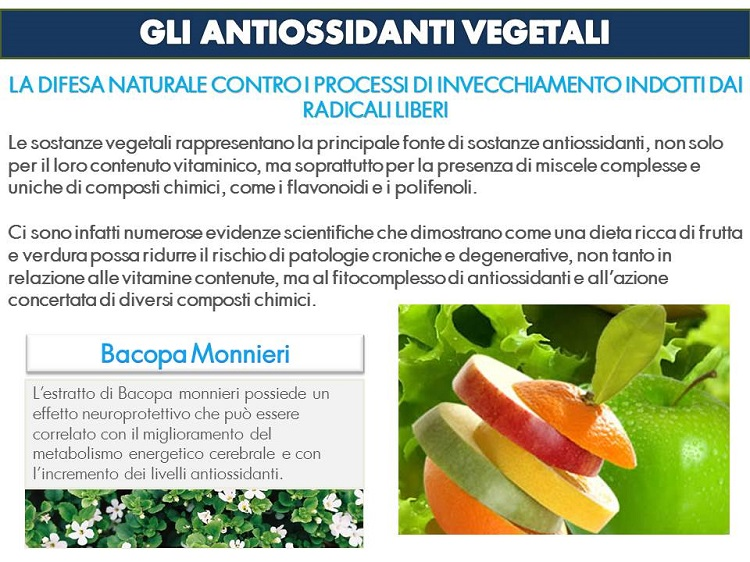 GLI ANTIOSSIDANTI VEGETALI
LA DIFESA NATURALE CONTRO I PROCESSI DI INVECCHIAMENTO INDOTTI DAI
RADICALI LIBERI
Le sostanze vegetali rappresentano la principale fonte di sostanze antiossidanti, non solo
per il loro contenuto vitaminico, ma soprattutto per la presenza di miscele complesse e
uniche di composti chimici, come i flavonoidi e i polifenoli.
Ci sono infatti numerose evidenze scientifiche che dimostrano come una dieta ricca di frutta
e verdura possa ridurre il rischio di patologie croniche e degenerative, non tanto in
relazione alle vitamine contenute, ma al fitocomplesso di antiossidanti e all'azione
concertata di diversi composti chimici.
Bacopa Monnieri
L'estratto di Bacopa monnieri possiede un
effetto neuroprotettivo che può essere
correlato con il miglioramento del
metabolismo energetico cerebrale e con
l'incremento dei livelli antiossidanti.